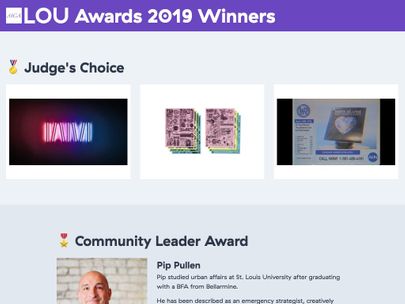 AIGA LOU Awards 2019 Winners
Judge's Choice
Community Leader Award
Pip Pullen
Pip studied urban affairs at St. Louis University after graduating
with a BFA from Bellarmine.
He has been described as an emergency strategist, creatively